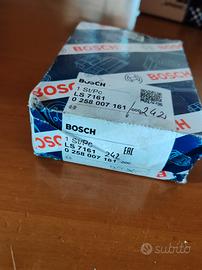 BOSCH
BOSCH
1 St/Pc
LS 7161
0 258 007 161
242
BOSCH
BOSCH
1 St/Pc
LS 7161
242
0 258 007 161
EAC
subito